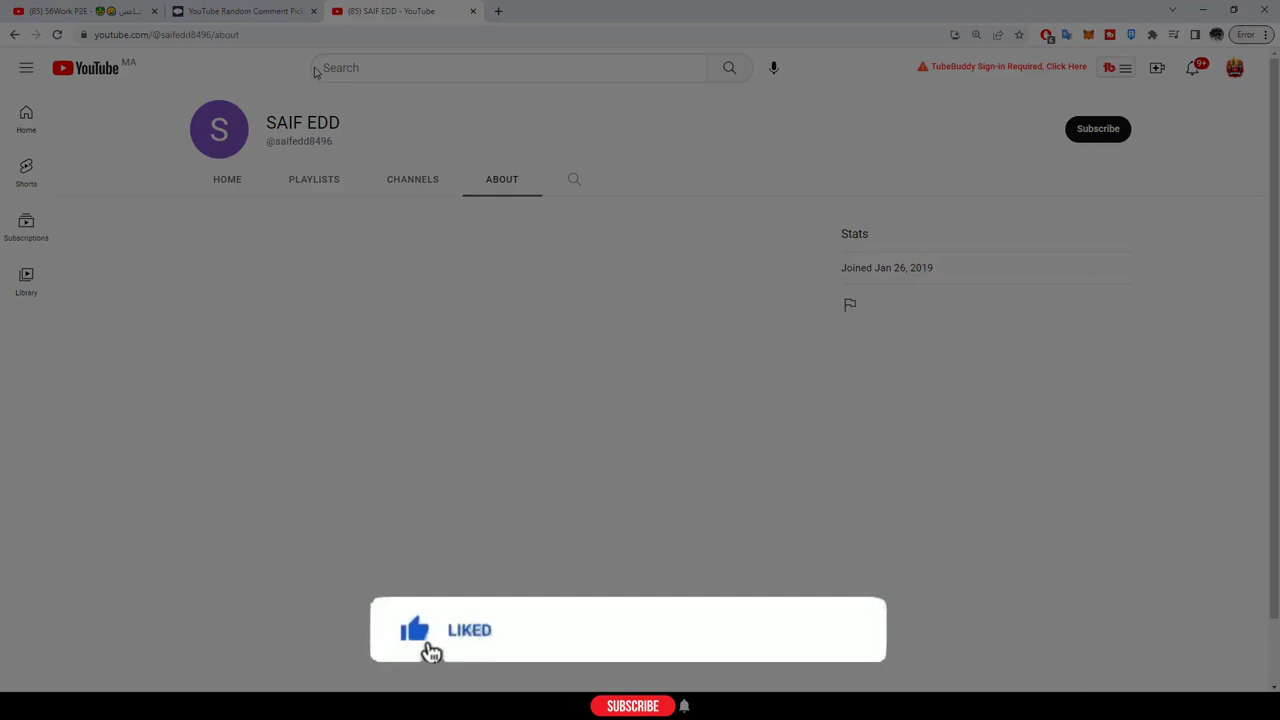 (85) 56Work P2E - 🤑😱 شاعس...
YouTube Random Comment Pick
(85) SAIF EDD - YouTube
youtube.com/@saifedd8496/about
Error
YouTube MA
Search
TubeBuddy Sign-in Required, Click Here
9+
Home
Shorts
Subscriptions
Library
S
SAIF EDD
@saifedd8496
Subscribe
HOME
PLAYLISTS
CHANNELS
ABOUT
Stats
Joined Jan 26, 2019
LIKED
SUBSCRIBE